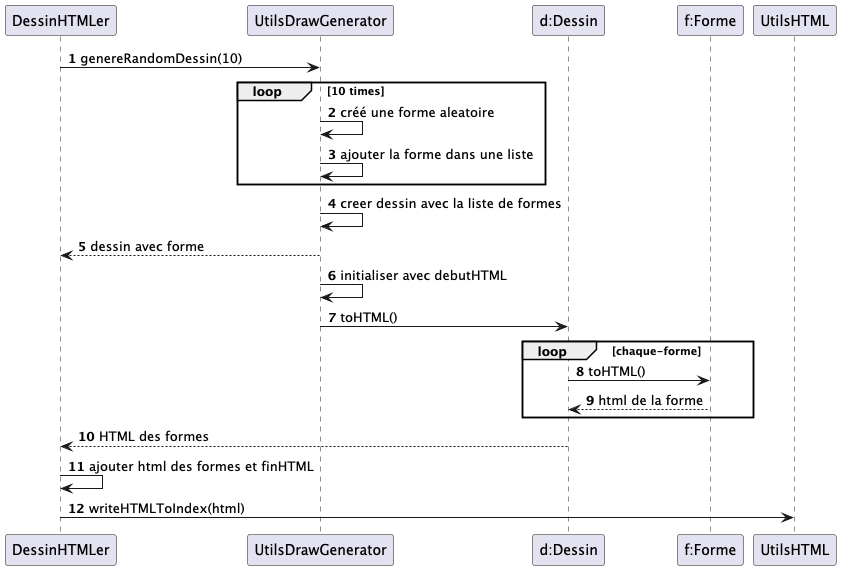 DessinHTMLer UtilsDrawGenerator d:Dessin f:Forme UtilsHTML
1 genereRandomDessin(10)
loop [10 times]
2 créé une forme aleatoire
3 ajouter la forme dans une liste
4 creer dessin avec la liste de formes
5 dessin avec forme
6 initialiser avec debutHTML
7 toHTML()
loop [chaque-forme]
8 toHTML()
9 html de la forme
10 HTML des formes
11 ajouter html des formes et finHTML
12 writeHTMLToIndex(html)
DessinHTMLer UtilsDrawGenerator d:Dessin f:Forme UtilsHTML